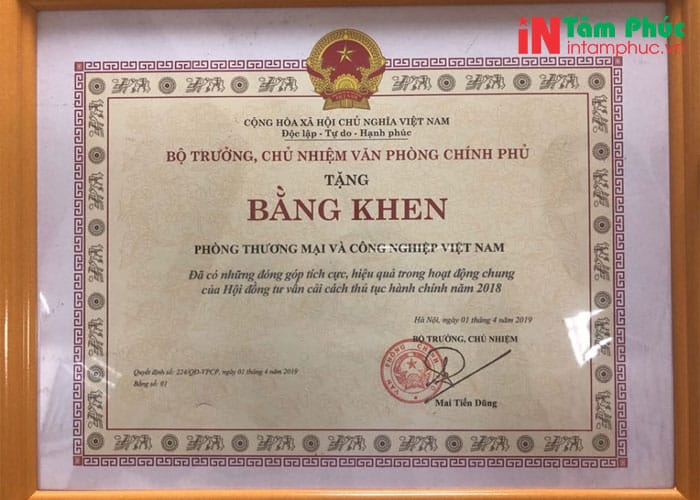 iN Tâm Phúc
intamphuc.vn
CỘNG HÒA XÃ HỘI CHỦ NGHĨA VIỆT NAM
Độc lập - Tự do - Hạnh phúc
BỘ TRƯỞNG, CHỦ NHIỆM VĂN PHÒNG CHÍNH PHỦ
TẶNG
BẰNG KHEN
PHÒNG THƯƠNG MẠI VÀ CÔNG NGHIỆP VIỆT NAM
Đã có những đóng góp tích cực, hiệu quả trong hoạt động chung
của Hội đồng tư vấn cải cách thủ tục hành chính năm 2018
Hà Nội, ngày 01 tháng 4 năm 2019
BỘ TRƯỞNG, CHỦ NHIỆM
VĂN PHÒNG CHÍNH
Quyết định số: 224/QĐ-VPCP, ngày 01 tháng 4 năm 2019
Bằng số: 01
Mai Tiến Dũng